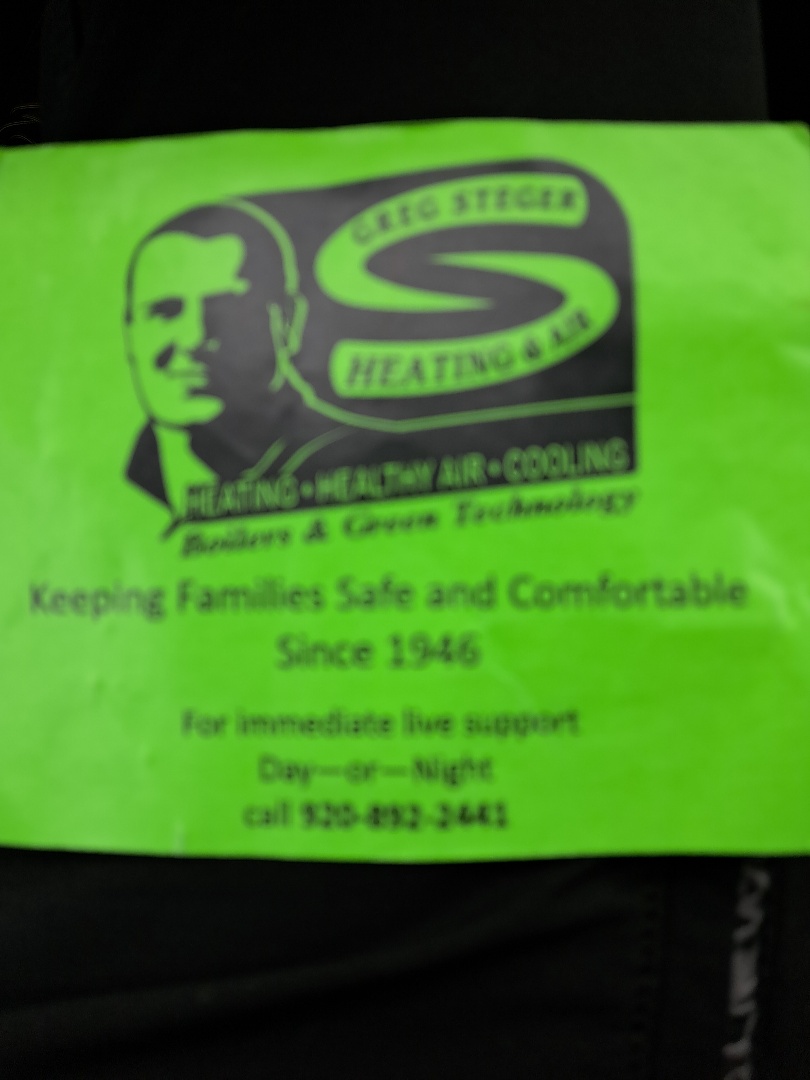 GREG STEGER
HEATING & AIR
HEATING • HEALTHY AIR • COOLING
Boilers & Green Technology
Keeping Families Safe and Comfortable
Since 1946
For immediate live support
Day—or—Night
call 920-892-2441